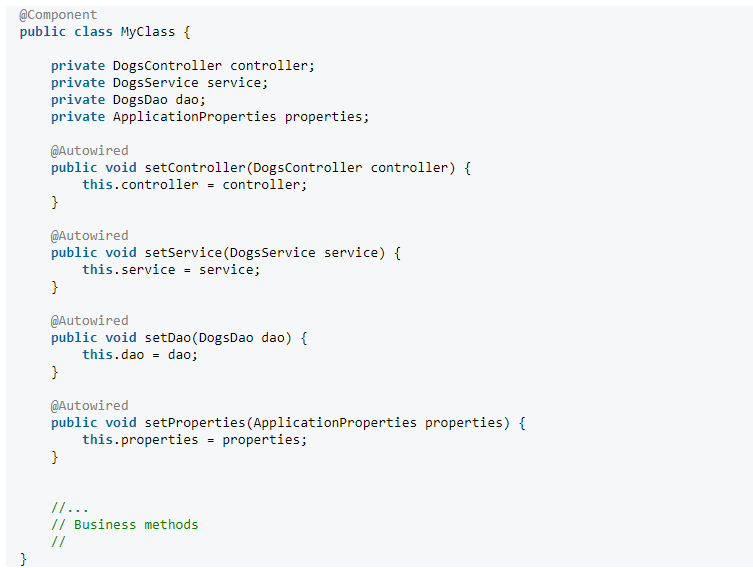 @Component
public class MyClass {
    private DogsController controller;
    private DogsService service;
    private DogsDao dao;
    private ApplicationProperties properties;
    @Autowired
    public void setController(DogsController controller) {
        this.controller = controller;
    }
    @Autowired
    public void setService(DogsService service) {
        this.service = service;
    }
    @Autowired
    public void setDao(DogsDao dao) {
        this.dao = dao;
    }
    @Autowired
    public void setProperties(ApplicationProperties properties) {
        this.properties = properties;
    }
    //...
    // Business methods
    //
}